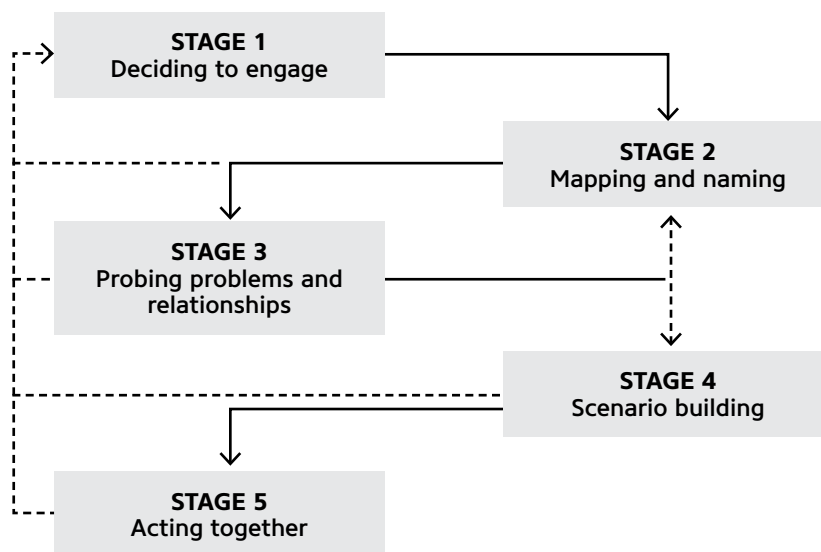 STAGE 1
Deciding to engage
STAGE 2
Mapping and naming
STAGE 3
Probing problems and
relationships
STAGE 4
Scenario building
STAGE 5
Acting together